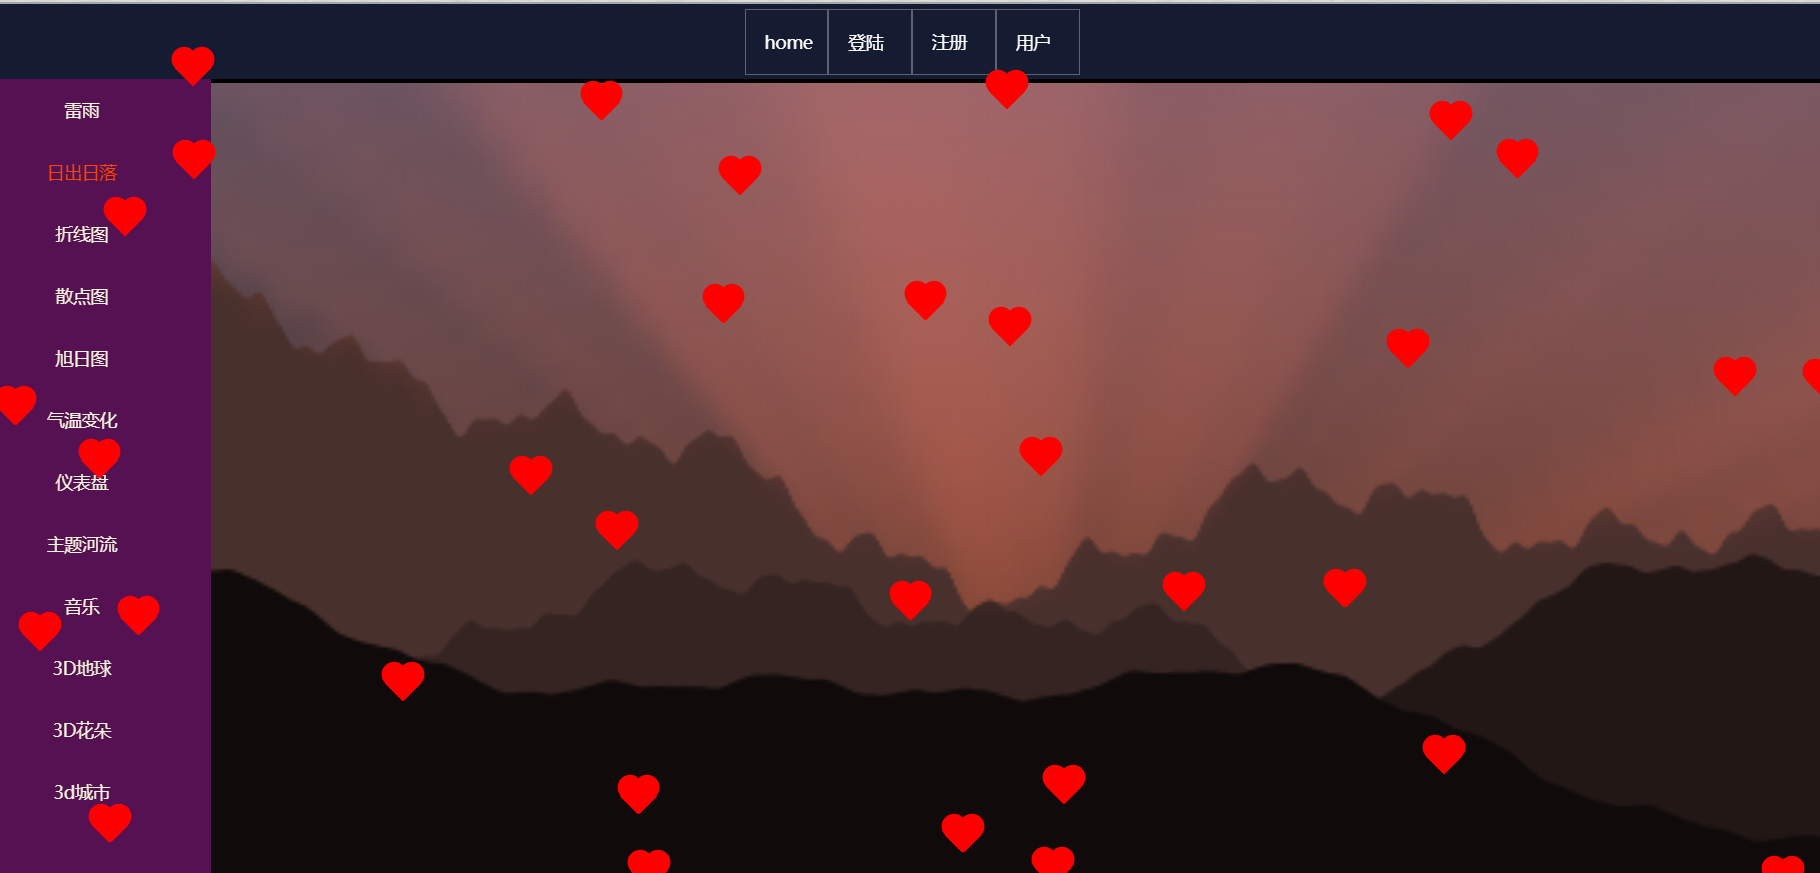 home 登陆 注册 用户
雷雨
日出日落
折线图
散点图
旭日图
气温变化
仪表盘
主题河流
音乐
3D地球
3D花朵
3d城市